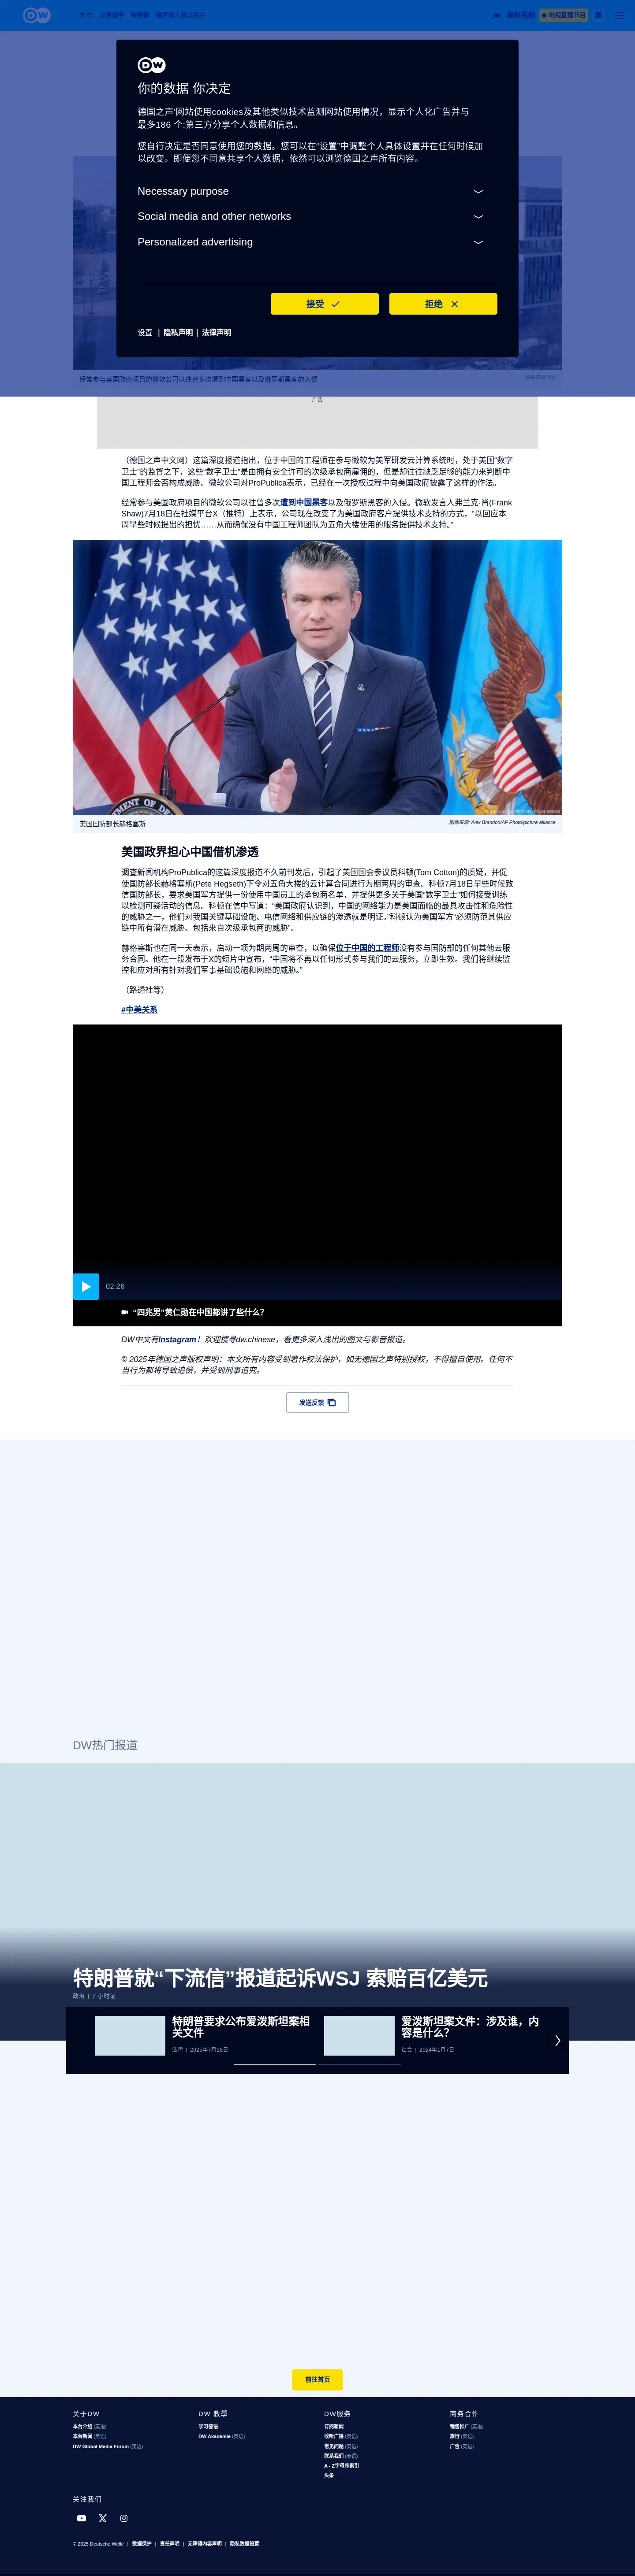 DW
焦点 以伊战争 特朗普 俄罗斯入侵乌克兰
最新视频 电视直播节目
DW
你的数据 你决定
德国之声'网站使用cookies及其他类似技术监测网站使用情况，显示个人化广告并与
最多186 个;第三方分享个人数据和信息。
您自行决定是否同意使用您的数据。您可以在"设置"中调整个人具体设置并在任何时候加
以改变。即便您不同意共享个人数据，依然可以浏览德国之声所有内容。
Necessary purpose
Social media and other networks
Personalized advertising
接受 拒绝
设置 | 隐私声明 | 法律声明
经常参与美国政府项目的微软公司以往曾多次遭到中国黑客以及俄罗斯黑客的入侵
广告
（德国之声中文网）这篇深度报道指出，位于中国的工程师在参与微软为美军研发云计算系统时，处于美国“数字
卫士”的监督之下，这些“数字卫士”是由拥有安全许可的次级承包商雇佣的，但是却往往缺乏足够的能力来判断中
国工程师会否构成威胁。微软公司对ProPublica表示，已经在一次授权过程中向美国政府披露了这样的作法。
经常参与美国政府项目的微软公司以往曾多次遭到中国黑客以及俄罗斯黑客的入侵。微软发言人弗兰克·肖(Frank
Shaw)7月18日在社媒平台X（推特）上表示，公司现在改变了为美国政府客户提供技术支持的方式，“以回应本
周早些时候提出的担忧……从而确保没有中国工程师团队为五角大楼使用的服务提供技术支持。”
美国国防部长赫格塞斯
图像来源: Alex Brandon/AP Photo/picture alliance
美国政界担心中国借机渗透
调查新闻机构ProPublica的这篇深度报道不久前刊发后，引起了美国国会参议员科顿(Tom Cotton)的质疑，并促
使国防部长赫格塞斯(Pete Hegseth)下令对五角大楼的云计算合同进行为期两周的审查。科顿7月18日早些时候致
信国防部长，要求美国军方提供一份使用中国员工的承包商名单，并提供更多关于美国“数字卫士”如何接受训练
以检测可疑活动的信息。科顿在信中写道：“美国政府认识到，中国的网络能力是美国面临的最具攻击性和危险性
的威胁之一，他们对我国关键基础设施、电信网络和供应链的渗透就是明证。”科顿认为美国军方“必须防范其供应
链中所有潜在威胁、包括来自次级承包商的威胁”。
赫格塞斯也在同一天表示，启动一项为期两周的审查，以确保位于中国的工程师没有参与国防部的任何其他云服
务合同。他在一段发布于X的短片中宣布，“中国将不再以任何形式参与我们的云服务，立即生效。我们将继续监
控和应对所有针对我们军事基础设施和网络的威胁。”
（路透社等）
#中美关系
02:26
“四兆男”黄仁勋在中国都讲了些什么？
DW中文有Instagram！欢迎搜寻dw.chinese，看更多深入浅出的图文与影音报道。
© 2025年德国之声版权声明：本文所有内容受到著作权法保护，如无德国之声特别授权，不得擅自使用。任何不
当行为都将导致追偿，并受到刑事追究。
发送反馈
DW热门报道
特朗普就“下流信”报道起诉WSJ 索赔百亿美元
政治 | 7 小时前
特朗普要求公布爱泼斯坦案相
关文件
法律 | 2025年7月18日
爱泼斯坦案文件：涉及谁，内
容是什么？
社会 | 2024年1月7日
前往首页
关于DW
本台介绍 (英语)
本台新闻 (英语)
DW Global Media Forum (英语)
DW 教學
学习德语
DW Akademie (英语)
DW服务
订阅新闻
收听广播 (英语)
常见问题 (英语)
联系我们 (英语)
A - Z字母序索引
头条
商务合作
销售推广 (英语)
旅行 (英语)
广告 (英语)
关注我们
© 2025 Deutsche Welle | 数据保护 | 责任声明 | 无障碍内容声明 | 隐私数据设置